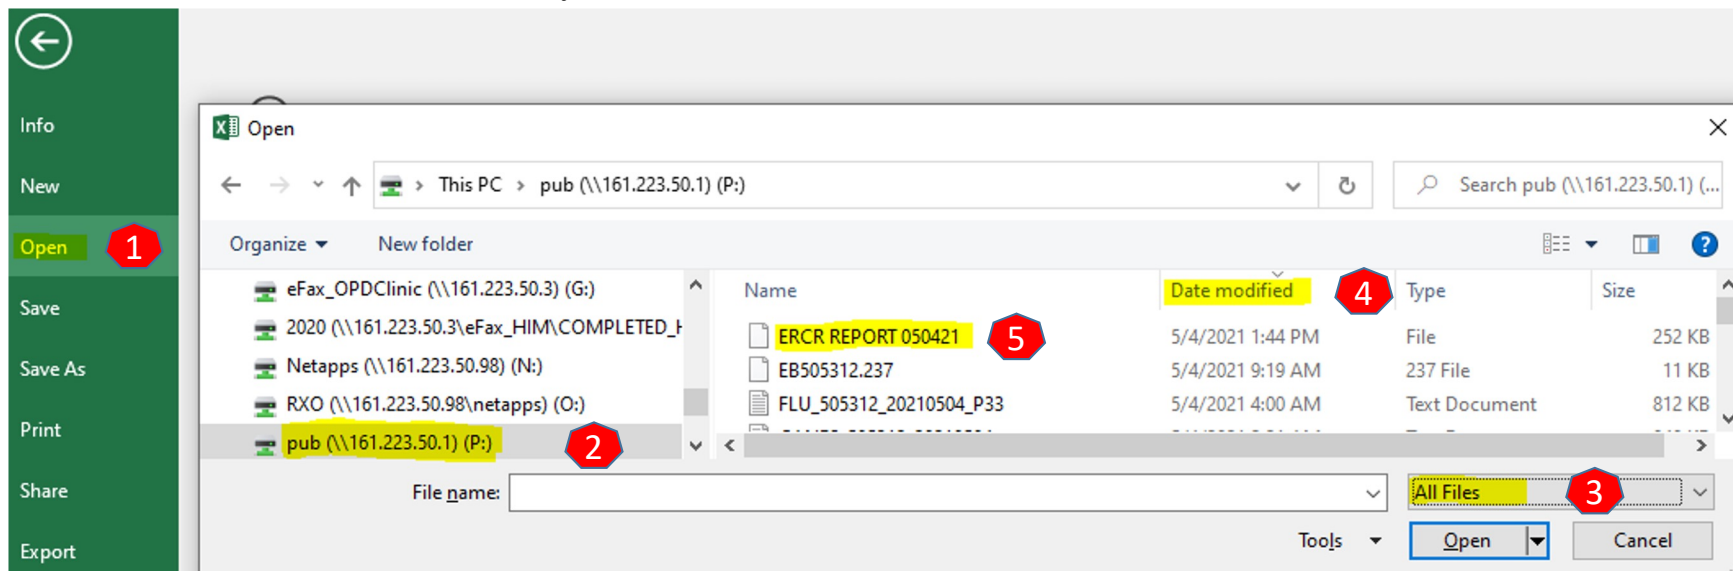 Info
New
Open 1
Save
Save As
Print
Share
Export
Open
This PC > pub (\\161.223.50.1) (P:)
Search pub (\\161.223.50.1) (...
Organize
New folder
eFax_OPDClinic (\\161.223.50.3) (G:)
2020 (\\161.223.50.3\eFax_HIM\COMPLETED_H
Netapps (\\161.223.50.98) (N:)
RXO (\\161.223.50.98\netapps) (O:)
pub (\\161.223.50.1) (P:) 2
Name Date modified 4 Type Size
ERCR REPORT 050421 5 5/4/2021 1:44 PM File 252 KB
EB505312.237 5/4/2021 9:19 AM 237 File 11 KB
FLU_505312_20210504_P33 5/4/2021 4:00 AM Text Document 812 KB
File name: All Files 3
Tools Open Cancel